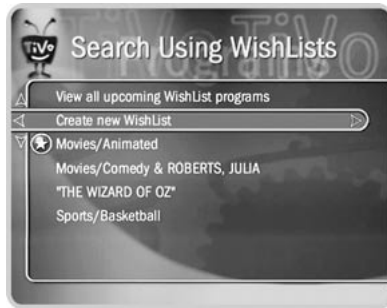 TiVo
Search Using WishLists
View all upcoming WishList programs
Create new WishList
Movies/Animated
Movies/Comedy & ROBERTS, JULIA
"THE WIZARD OF OZ"
Sports/Basketball